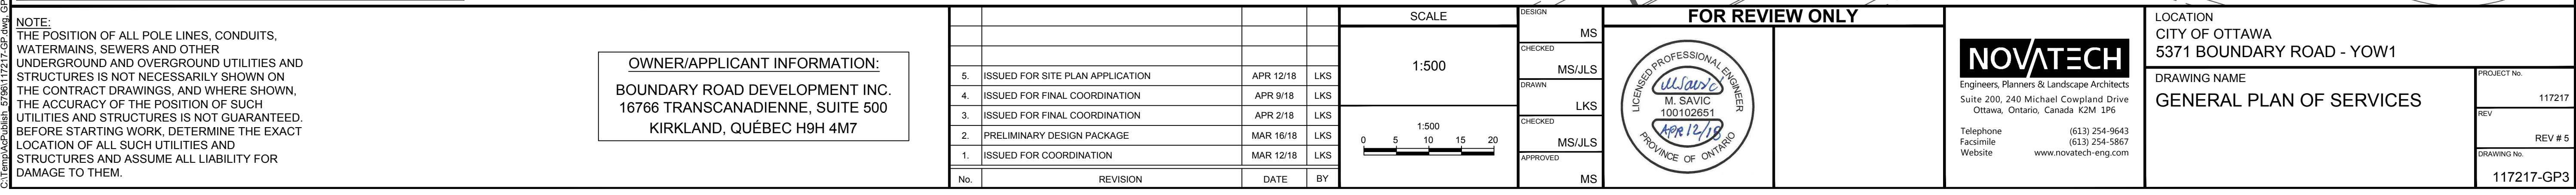 C:\Temp\AcPublish_5796\117217-GP.dwg, GP
NOTE:
THE POSITION OF ALL POLE LINES, CONDUITS,
WATERMAINS, SEWERS AND OTHER
UNDERGROUND AND OVERGROUND UTILITIES AND
STRUCTURES IS NOT NECESSARILY SHOWN ON
THE CONTRACT DRAWINGS, AND WHERE SHOWN,
THE ACCURACY OF THE POSITION OF SUCH
UTILITIES AND STRUCTURES IS NOT GUARANTEED.
BEFORE STARTING WORK, DETERMINE THE EXACT
LOCATION OF ALL SUCH UTILITIES AND
STRUCTURES AND ASSUME ALL LIABILITY FOR
DAMAGE TO THEM.
OWNER/APPLICANT INFORMATION:
BOUNDARY ROAD DEVELOPMENT INC.
16766 TRANSCANADIENNE, SUITE 500
KIRKLAND, QUÉBEC H9H 4M7
5. ISSUED FOR SITE PLAN APPLICATION APR 12/18 LKS
4. ISSUED FOR FINAL COORDINATION APR 9/18 LKS
3. ISSUED FOR FINAL COORDINATION APR 2/18 LKS
2. PRELIMINARY DESIGN PACKAGE MAR 16/18 LKS
1. ISSUED FOR COORDINATION MAR 12/18 LKS
No. REVISION DATE BY
SCALE
1:500
1:500
0 5 10 15 20
DESIGN
MS
CHECKED
MS/JLS
DRAWN
LKS
CHECKED
MS/JLS
APPROVED
MS
FOR REVIEW ONLY
LICENSED PROFESSIONAL ENGINEER
MSavic
M. SAVIC
100102651
APR 12/18
PROVINCE OF ONTARIO
NOVATECH
Engineers, Planners & Landscape Architects
Suite 200, 240 Michael Cowpland Drive
Ottawa, Ontario, Canada K2M 1P6
Telephone (613) 254-9643
Facsimile (613) 254-5867
Website www.novatech-eng.com
LOCATION
CITY OF OTTAWA
5371 BOUNDARY ROAD - YOW1
DRAWING NAME
GENERAL PLAN OF SERVICES
PROJECT No.
117217
REV
REV # 5
DRAWING No.
117217-GP3